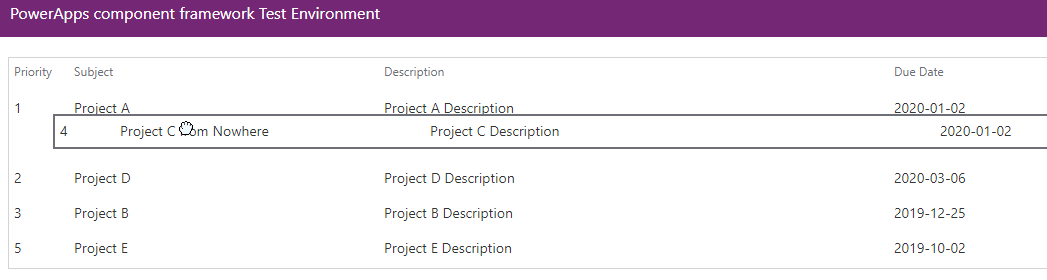 PowerApps component framework Test Environment
Priority Subject Description Due Date
1 Project A Project A Description 2020-01-02
4 Project C Nowhere Project C Description 2020-01-02
2 Project D Project D Description 2020-03-06
3 Project B Project B Description 2019-12-25
5 Project E Project E Description 2019-10-02